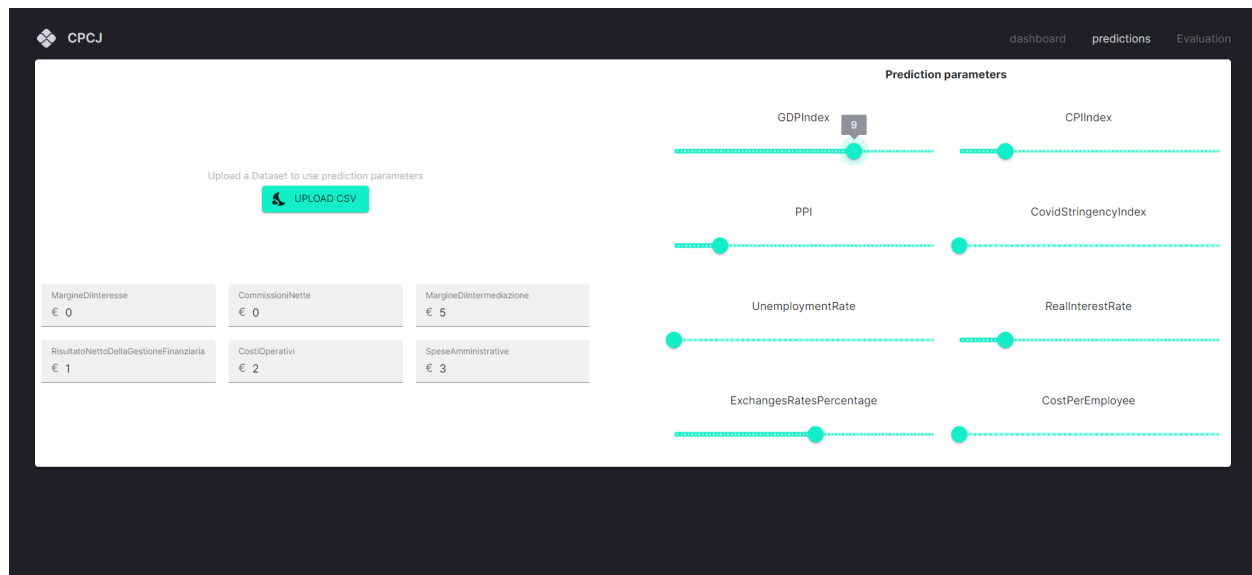 CPCJ
dashboard predictions Evaluation
Upload a Dataset to use prediction parameters
UPLOAD CSV
MargineDiInteresse CommissioniNette MargineDiIntermediazione
€ 0 € 0 € 5
RisultatoNettoDellaGestioneFinanziaria CostiOperativi SpeseAmministrative
€ 1 € 2 € 3
Prediction parameters
GDPIndex CPIIndex
9
PPI CovidStringencyIndex
UnemploymentRate RealInterestRate
ExchangesRatesPercentage CostPerEmployee